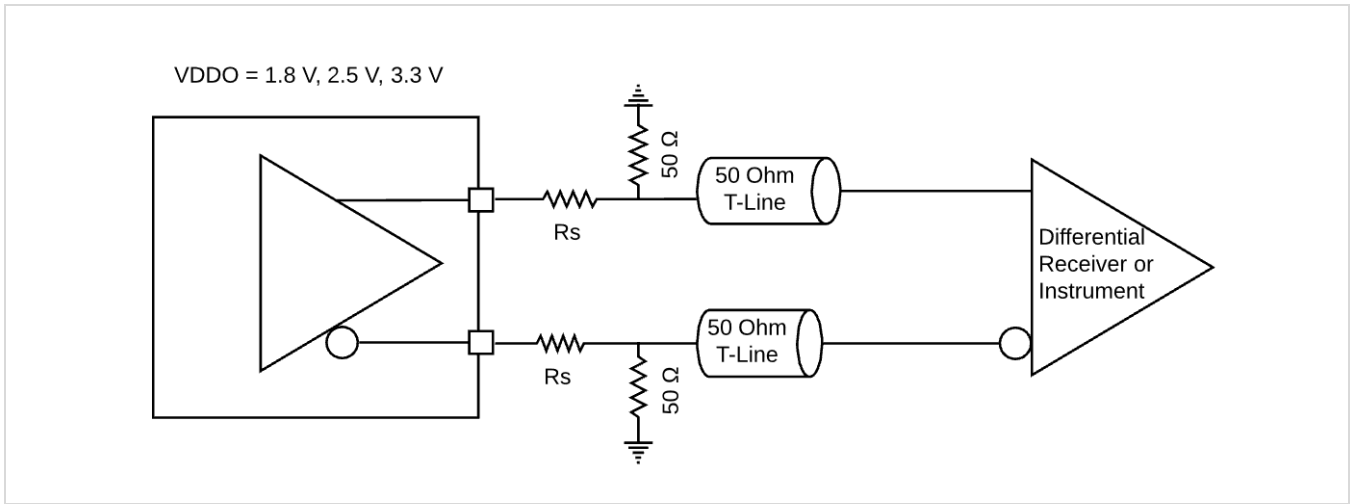 VDDO = 1.8 V, 2.5 V, 3.3 V
50 Ω
50 Ohm
T-Line
Rs
Differential
Receiver or
Instrument
50 Ohm
T-Line
Rs
50 Ω